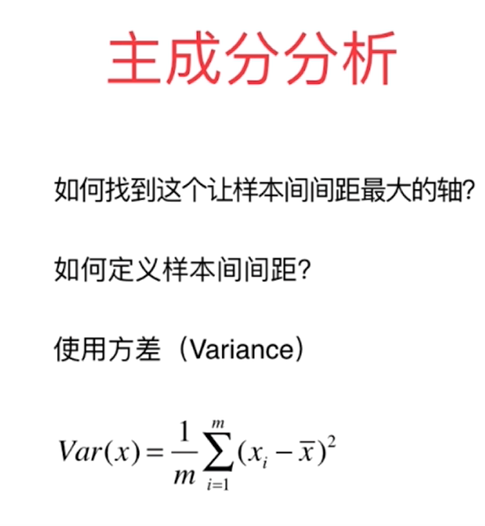 主成分分析
如何找到这个让样本间间距最大的轴?
如何定义样本间间距?
使用方差（Variance）
Var(x) = \frac{1}{m} \sum_{i=1}^{m} (x_i - \overline{x})^2